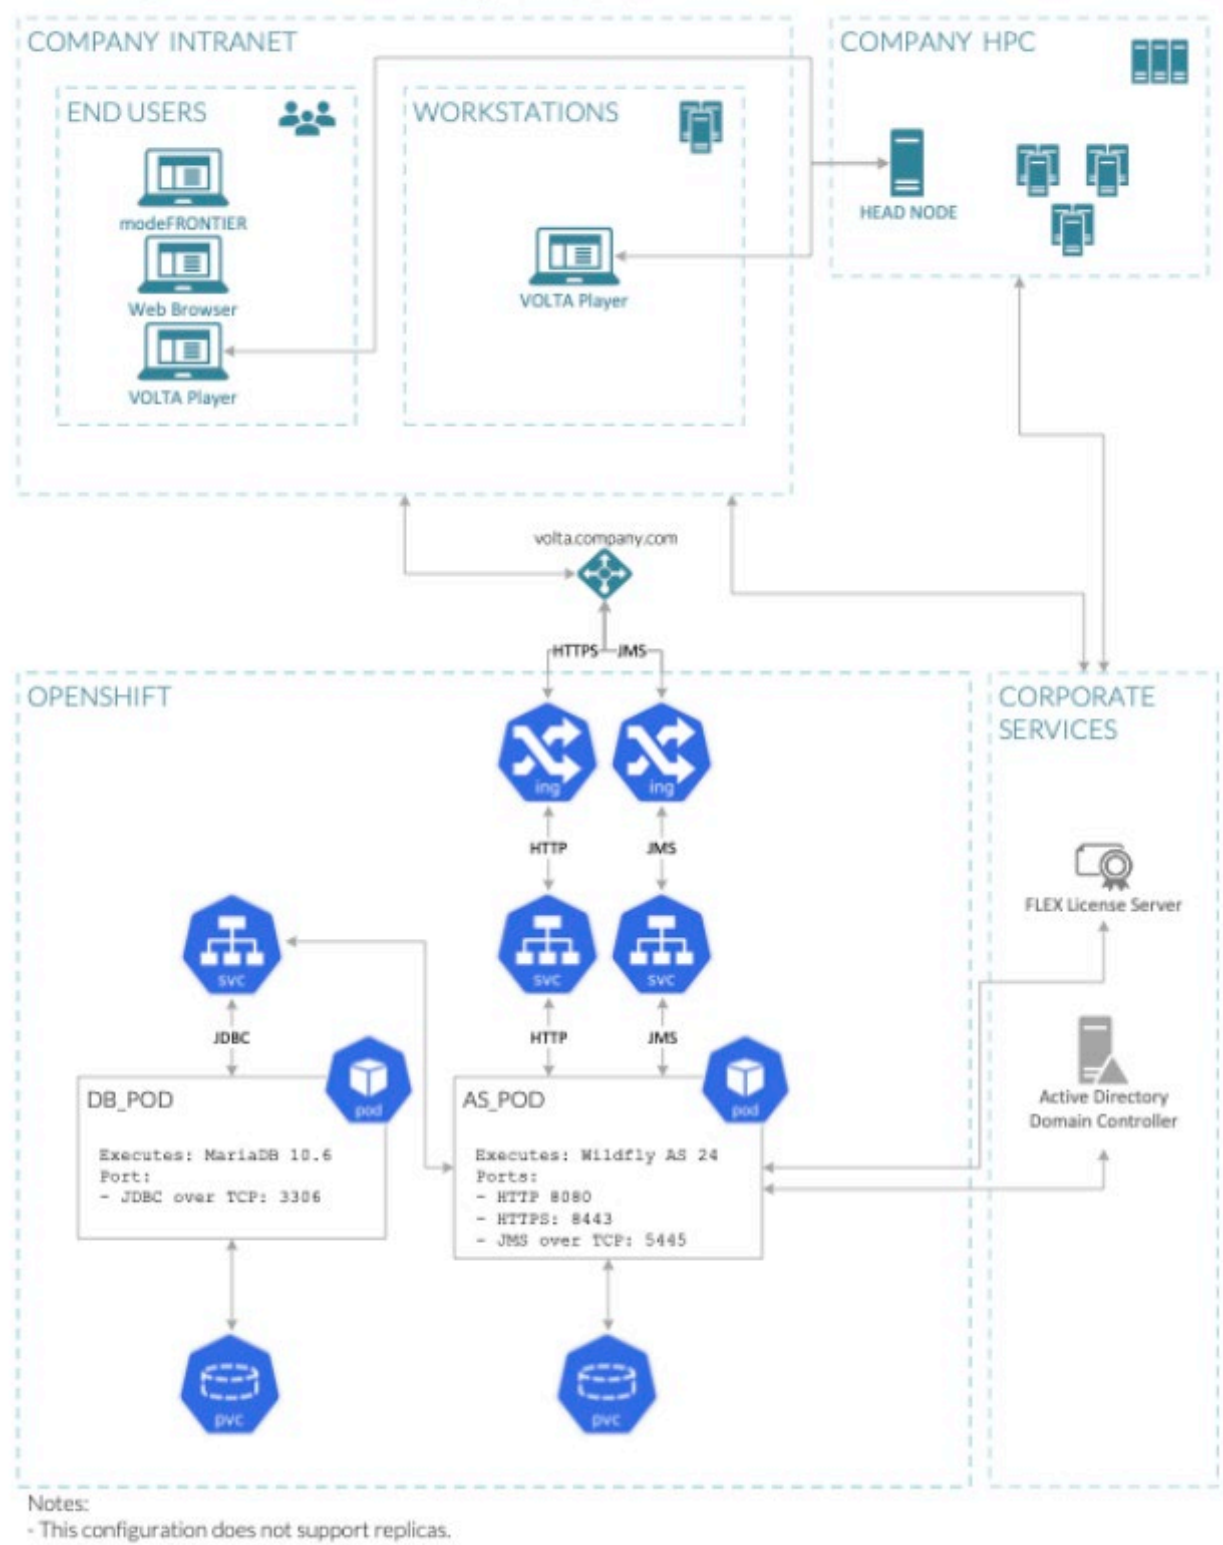 COMPANY INTRANET
COMPANY HPC
END USERS
WORKSTATIONS
modeFRONTIER
Web Browser
VOLTA Player
VOLTA Player
HEAD NODE
volta.company.com
HTTPS
JMS
OPENSHIFT
CORPORATE
SERVICES
ing
ing
HTTP
JMS
FLEX License Server
svc
svc
svc
JDBC
HTTP
JMS
DB_POD
pod
AS_POD
pod
Active Directory
Domain Controller
Executes: MariaDB 10.6
Port:
- JDBC over TCP: 3306
Executes: Wildfly AS 24
Ports:
- HTTP 8080
- HTTPS: 8443
- JMS over TCP: 5445
pvc
pvc
Notes:
- This configuration does not support replicas.